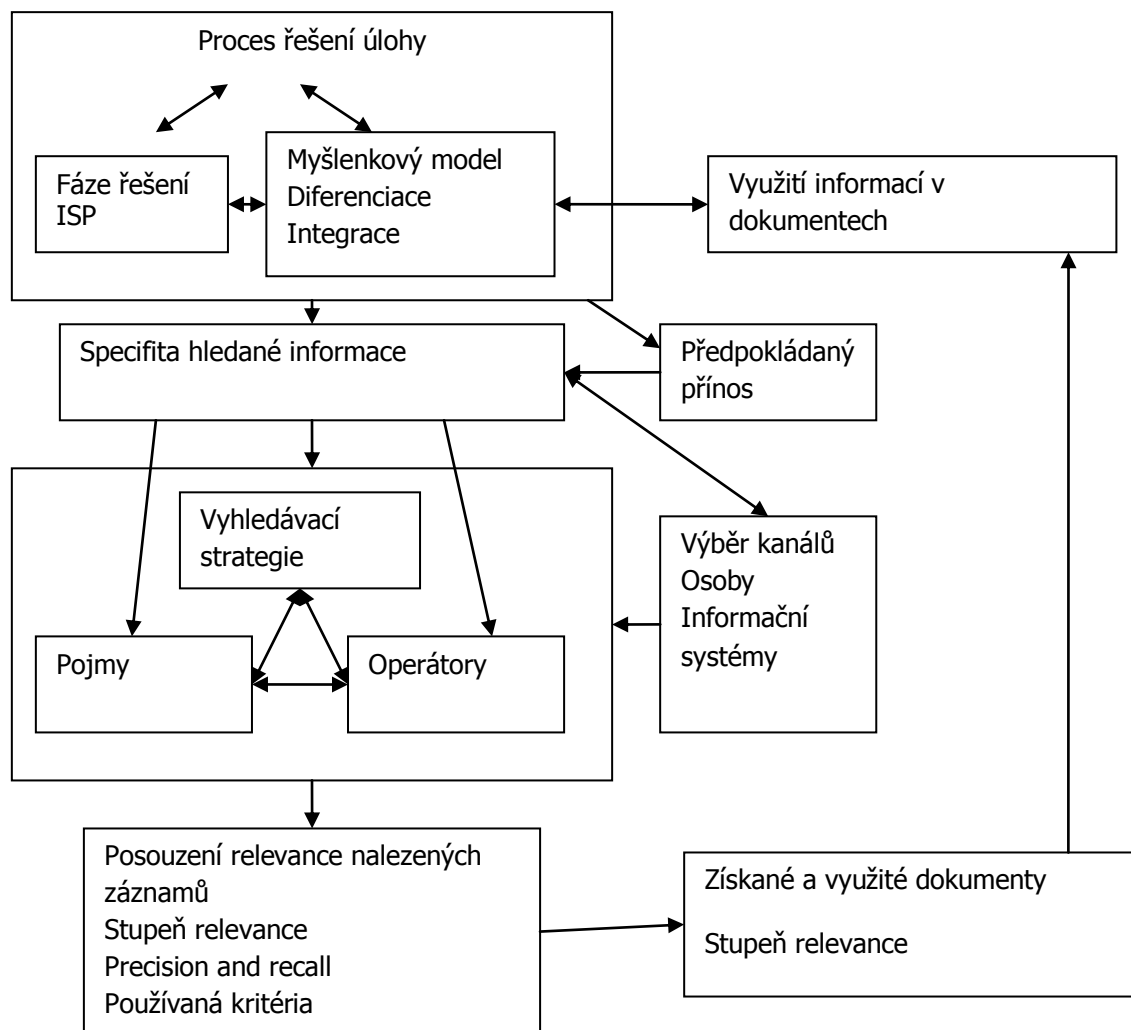 Proces řešení úlohy
Fáze řešení
ISP
Myšlenkový model
Diferenciace
Integrace
Využití informací v
dokumentech
Specifita hledané informace
Předpokládaný
přínos
Vyhledávací
strategie
Pojmy
Operátory
Výběr kanálů
Osoby
Informační
systémy
Posouzení relevance nalezených
záznamů
Stupeň relevance
Precision and recall
Používaná kritéria
Získané a využité dokumenty
Stupeň relevance